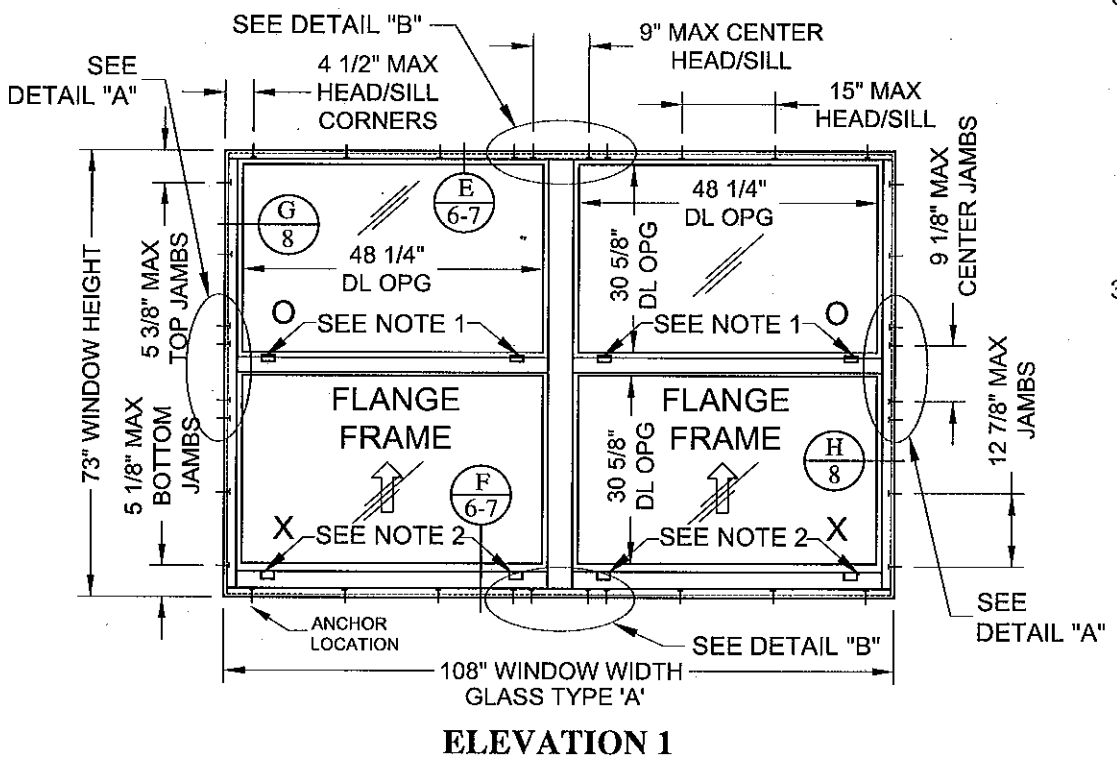 SEE DETAIL "B"
9" MAX CENTER
HEAD/SILL
SEE
DETAIL "A"
4 1/2" MAX
HEAD/SILL
CORNERS
15" MAX
HEAD/SILL
73" WINDOW HEIGHT
5 3/8" MAX
TOP JAMBS
5 1/8" MAX
BOTTOM
JAMBS
G
8
E
6-7
48 1/4"
DL OPG
30 5/8"
DL OPG
48 1/4"
DL OPG
9 1/8" MAX
CENTER JAMBS
O
SEE NOTE 1
SEE NOTE 1
O
FLANGE
FRAME
30 5/8"
DL OPG
FLANGE
FRAME
12 7/8" MAX
JAMBS
F
6-7
H
8
X
SEE NOTE 2
SEE NOTE 2
X
ANCHOR
LOCATION
SEE DETAIL "B"
SEE
DETAIL "A"
108" WINDOW WIDTH
GLASS TYPE 'A'
ELEVATION 1